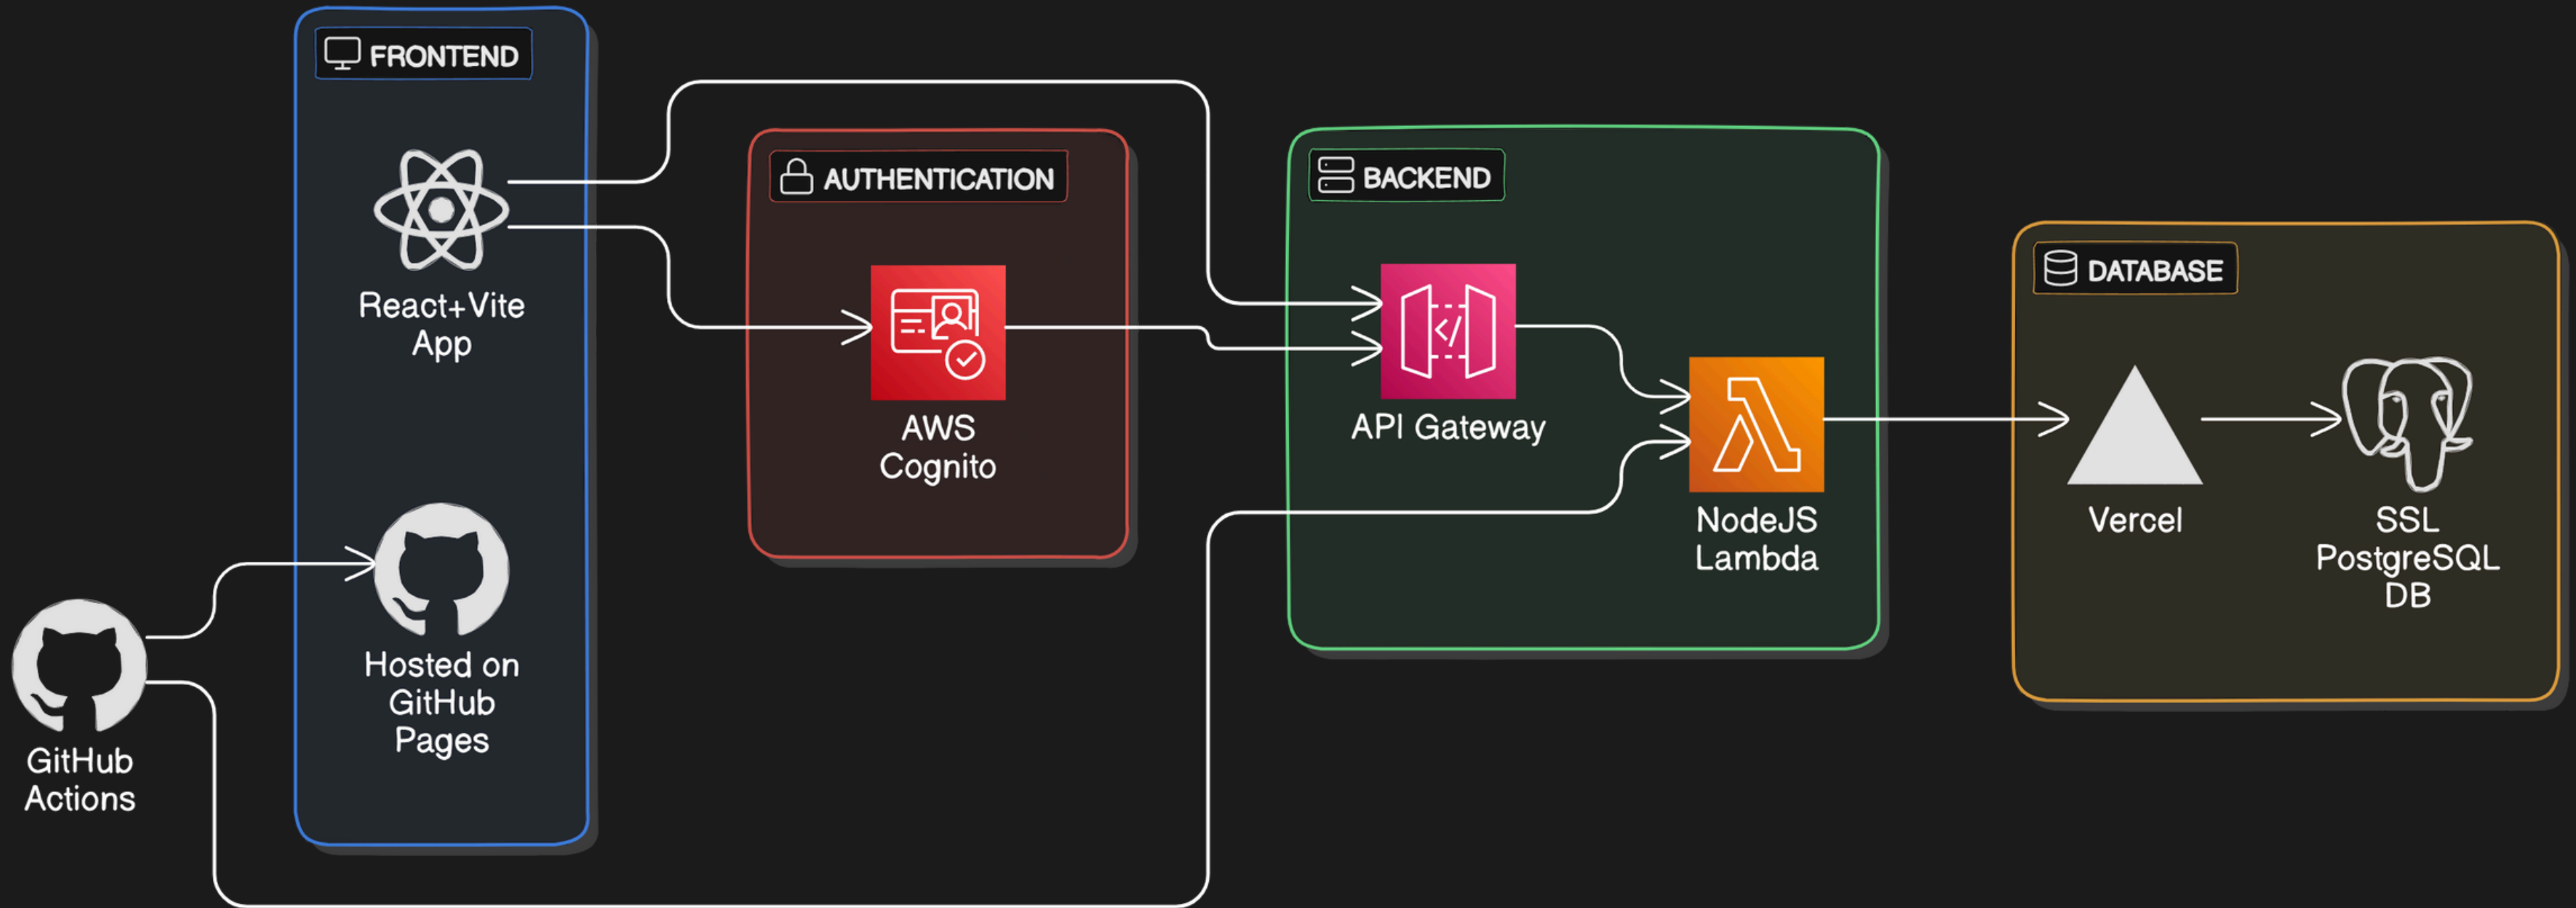 FRONTEND
React+Vite
App
Hosted on
GitHub
Pages
GitHub
Actions
AUTHENTICATION
AWS
Cognito
BACKEND
API Gateway
NodeJS
Lambda
DATABASE
Vercel
SSL
PostgreSQL
DB